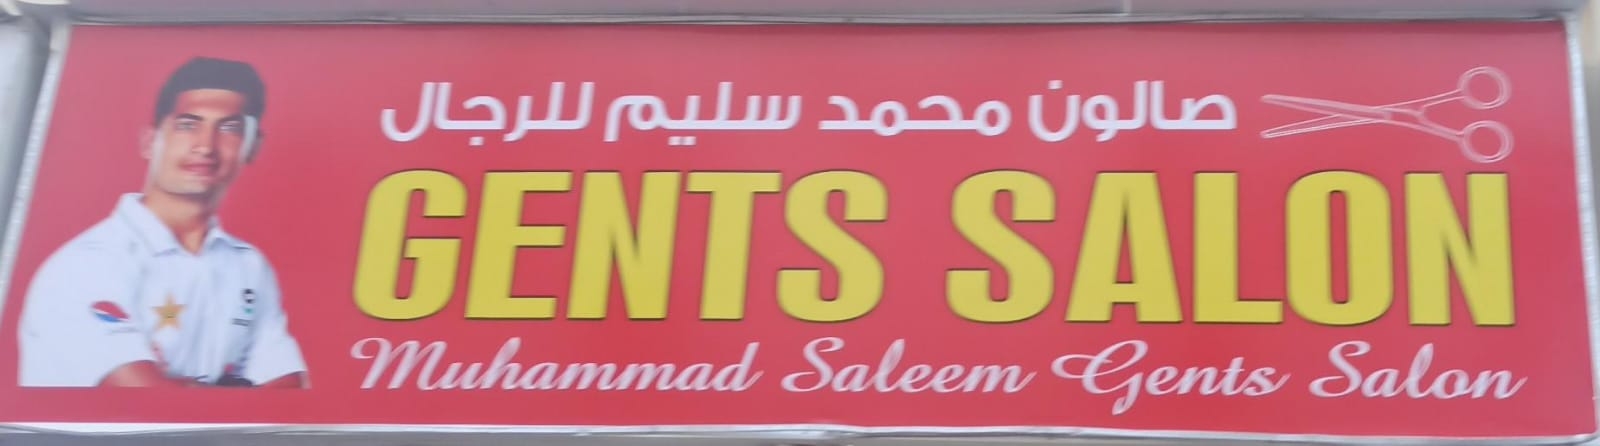 صالون محمد سليم للرجال
GENTS SALON
Muhammad Saleem Gents Salon